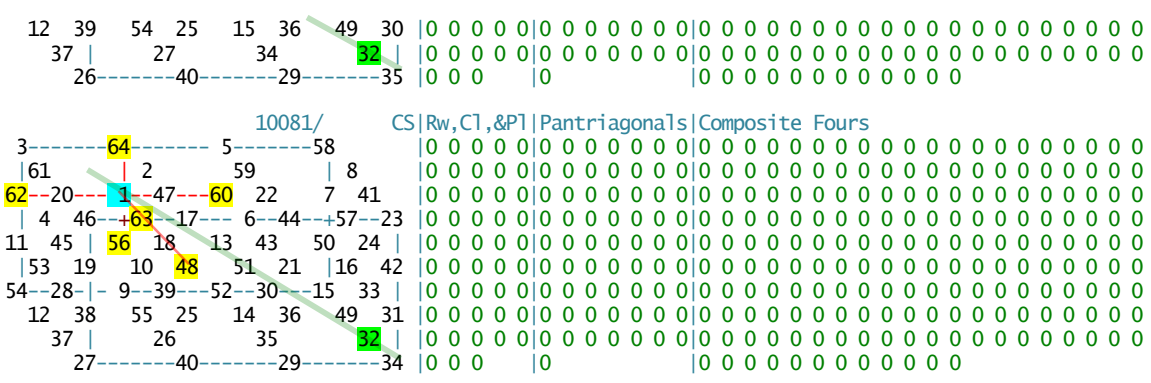 12 39 54 25 15 36 49 30 |0 0 0 0 0|0 0 0 0 0 0 0|0 0 0 0 0 0 0 0 0 0 0 0 0 0 0 0 0 0 0 0
37 | 27 34 32 | |0 0 0 0 0|0 0 0 0 0 0 0|0 0 0 0 0 0 0 0 0 0 0 0 0 0 0 0 0 0 0 0
26-------40-------29-------35 |0 0 0 |0 |0 0 0 0 0 0 0 0 0 0 0 0
10081/ CS|Rw,Cl,&Pl|Pantriagonals|Composite Fours
3-------64------- 5-------58 |0 0 0 0 0|0 0 0 0 0 0 0|0 0 0 0 0 0 0 0 0 0 0 0 0 0 0 0 0 0 0 0
|61 | 2 59 | 8 |0 0 0 0 0|0 0 0 0 0 0 0|0 0 0 0 0 0 0 0 0 0 0 0 0 0 0 0 0 0 0 0
62--20---1--47---60 22 7 41 |0 0 0 0 0|0 0 0 0 0 0 0|0 0 0 0 0 0 0 0 0 0 0 0 0 0 0 0 0 0 0 0
| 4 46--+63--17--- 6--44--+57--23 |0 0 0 0 0|0 0 0 0 0 0 0|0 0 0 0 0 0 0 0 0 0 0 0 0 0 0 0 0 0 0 0
11 45 | 56 18 13 43 50 24 | |0 0 0 0 0|0 0 0 0 0 0 0|0 0 0 0 0 0 0 0 0 0 0 0 0 0 0 0 0 0 0 0
|53 19 10 48 51 21 |16 42 |0 0 0 0 0|0 0 0 0 0 0 0|0 0 0 0 0 0 0 0 0 0 0 0 0 0 0 0 0 0 0 0
54--28-|- 9--39---52--30---15 33 | |0 0 0 0 0|0 0 0 0 0 0 0|0 0 0 0 0 0 0 0 0 0 0 0 0 0 0 0 0 0 0 0
12 38 55 25 14 36 49 31 |0 0 0 0 0|0 0 0 0 0 0 0|0 0 0 0 0 0 0 0 0 0 0 0 0 0 0 0 0 0 0 0
37 | 26 35 32 | |0 0 0 0 0|0 0 0 0 0 0 0|0 0 0 0 0 0 0 0 0 0 0 0 0 0 0 0 0 0 0 0
27-------40-------29-------34 |0 0 0 |0 |0 0 0 0 0 0 0 0 0 0 0 0